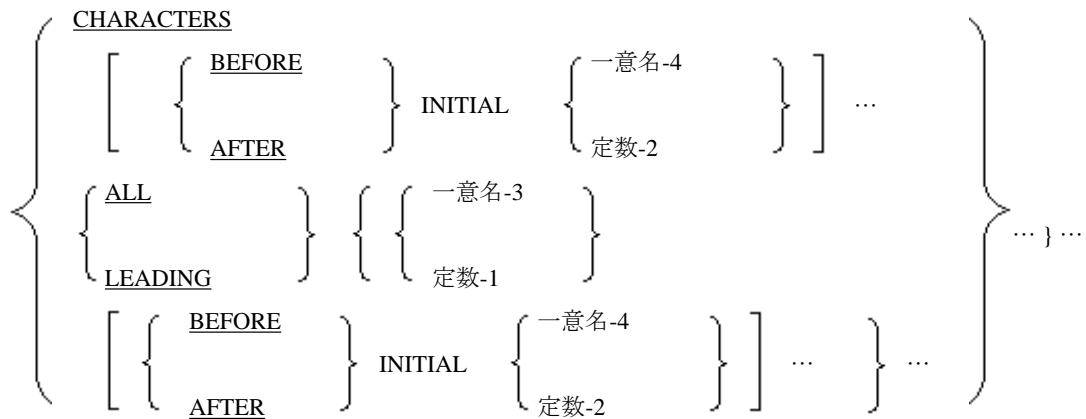 CHARACTERS
BEFORE
一意名-4
INITIAL
…
AFTER
定数-2
ALL
一意名-3
… } …
LEADING
定数-1
BEFORE
一意名-4
INITIAL
…
…
AFTER
定数-2